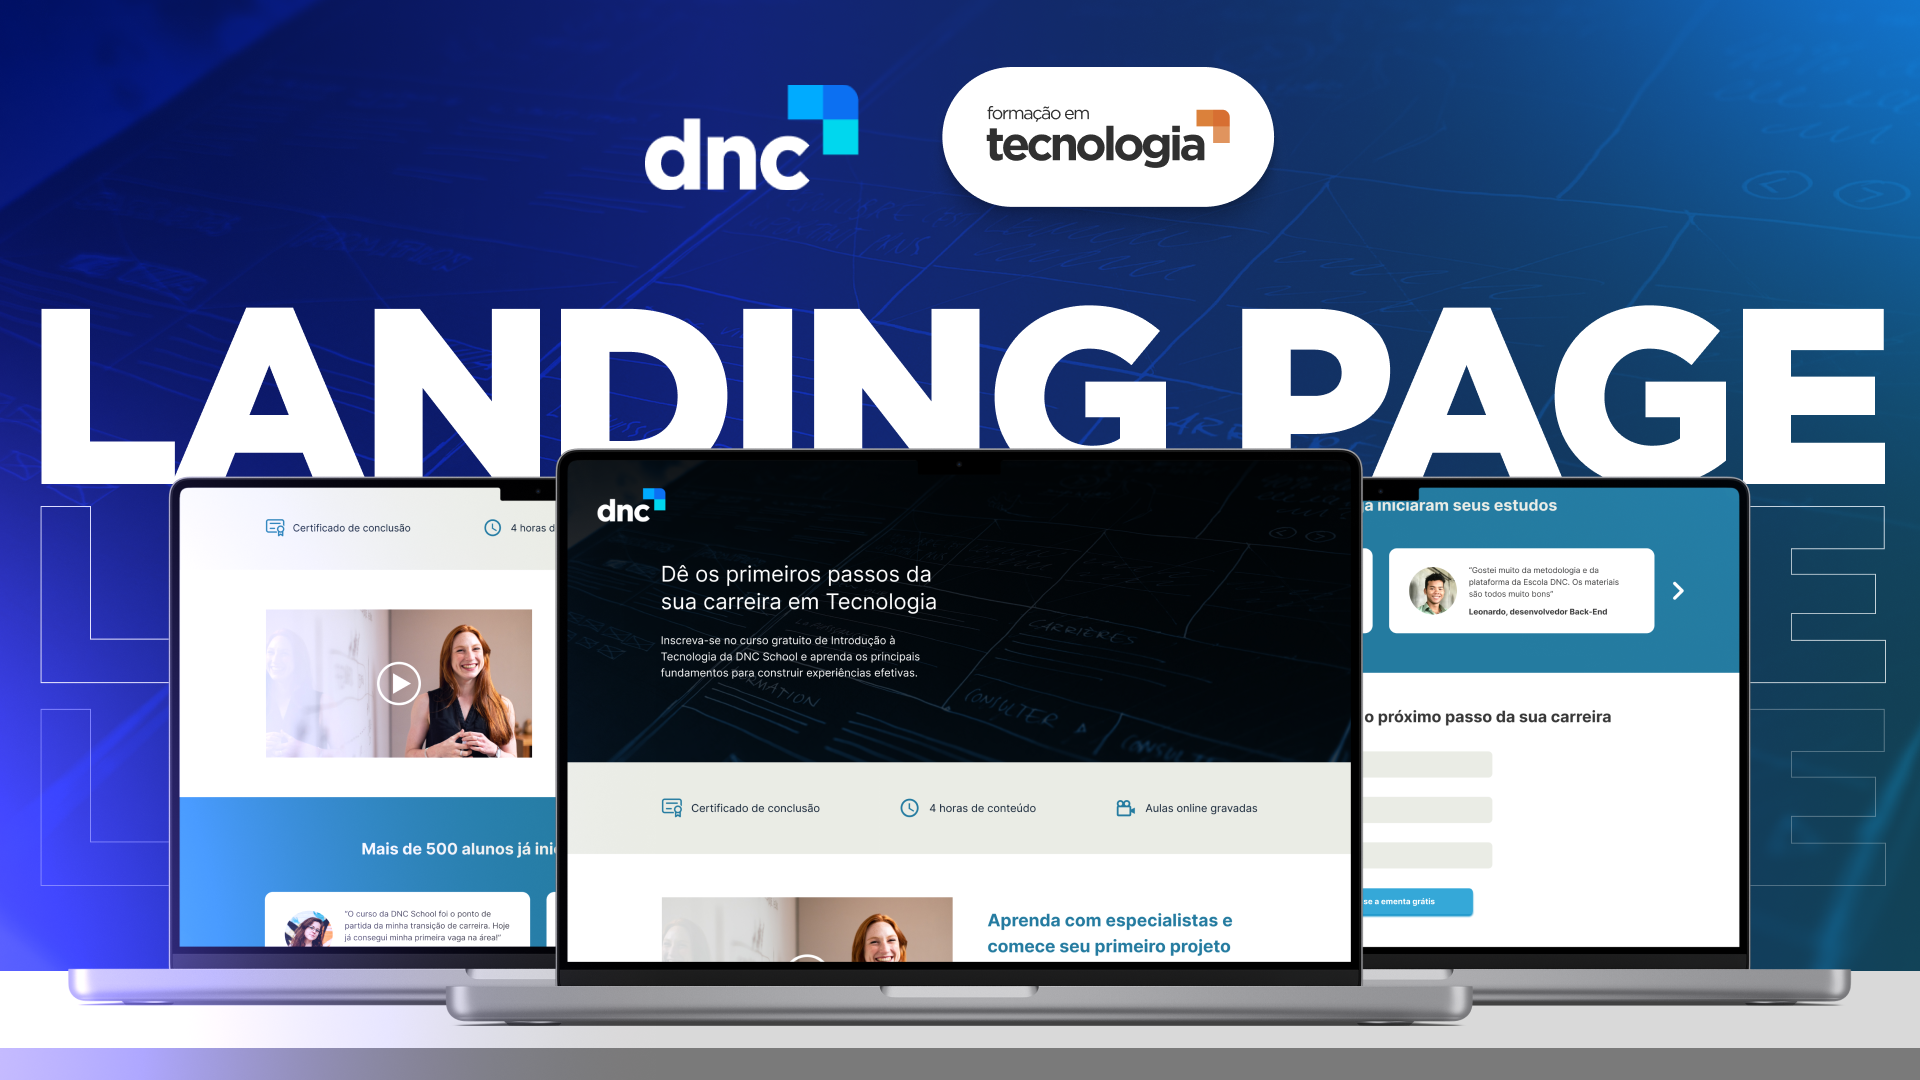 dnc
formação em
tecnologia
LANDING PAGE
Certificado de conclusão
4 horas d
Mais de 500 alunos já ini
"O curso da DNC School foi o ponto de
partida da minha transição de carreira. Hoje
já consegui minha primeira vaga na área!"
dnc
Dê os primeiros passos da
sua carreira em Tecnologia
Inscreva-se no curso gratuito de Introdução à
Tecnologia da DNC School e aprenda os principais
fundamentos para construir experiências efetivas.
CARRIÈRES
CONSULTER
Certificado de conclusão
4 horas de conteúdo
Aulas online gravadas
Aprenda com especialistas e
comece seu primeiro projeto
á iniciaram seus estudos
"Gostei muito da metodologia e da
plataforma da Escola DNC. Os materiais
são todos muito bons"
Leonardo, desenvolvedor Back-End
o próximo passo da sua carreira
se a ementa grátis